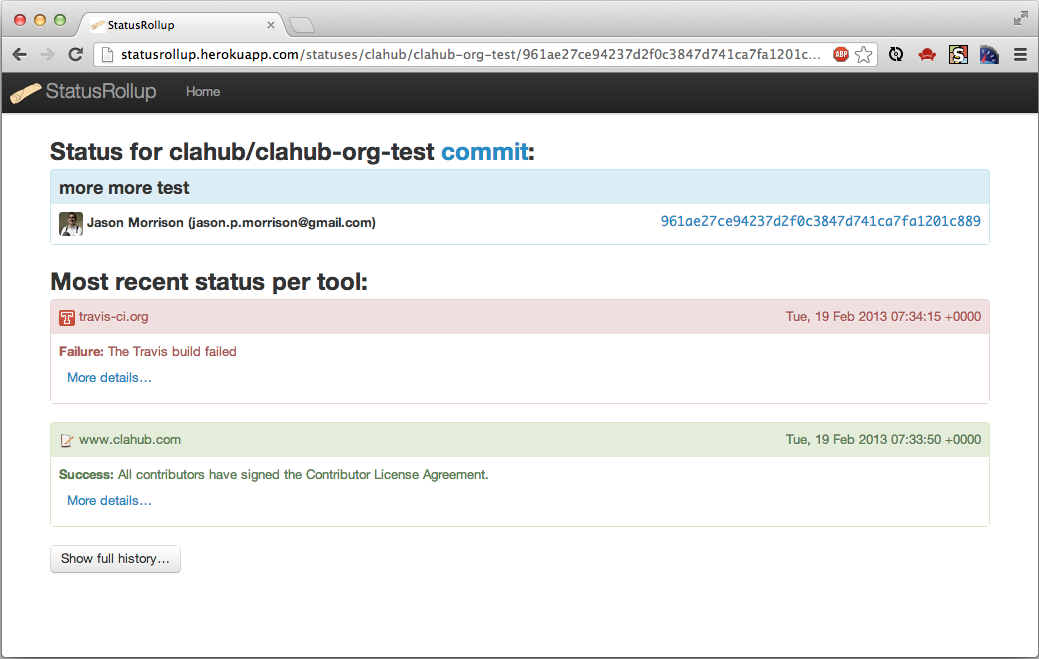 StatusRollup
statusrollup.herokuapp.com/statuses/clahub/clahub-org-test/961ae27ce94237d2f0c3847d741ca7fa1201c...
ABP
S
StatusRollup Home
Status for clahub/clahub-org-test commit:
more more test
Jason Morrison (jason.p.morrison@gmail.com) 961ae27ce94237d2f0c3847d741ca7fa1201c889
Most recent status per tool:
travis-ci.org Tue, 19 Feb 2013 07:34:15 +0000
Failure: The Travis build failed
More details…
www.clahub.com Tue, 19 Feb 2013 07:33:50 +0000
Success: All contributors have signed the Contributor License Agreement.
More details…
Show full history…